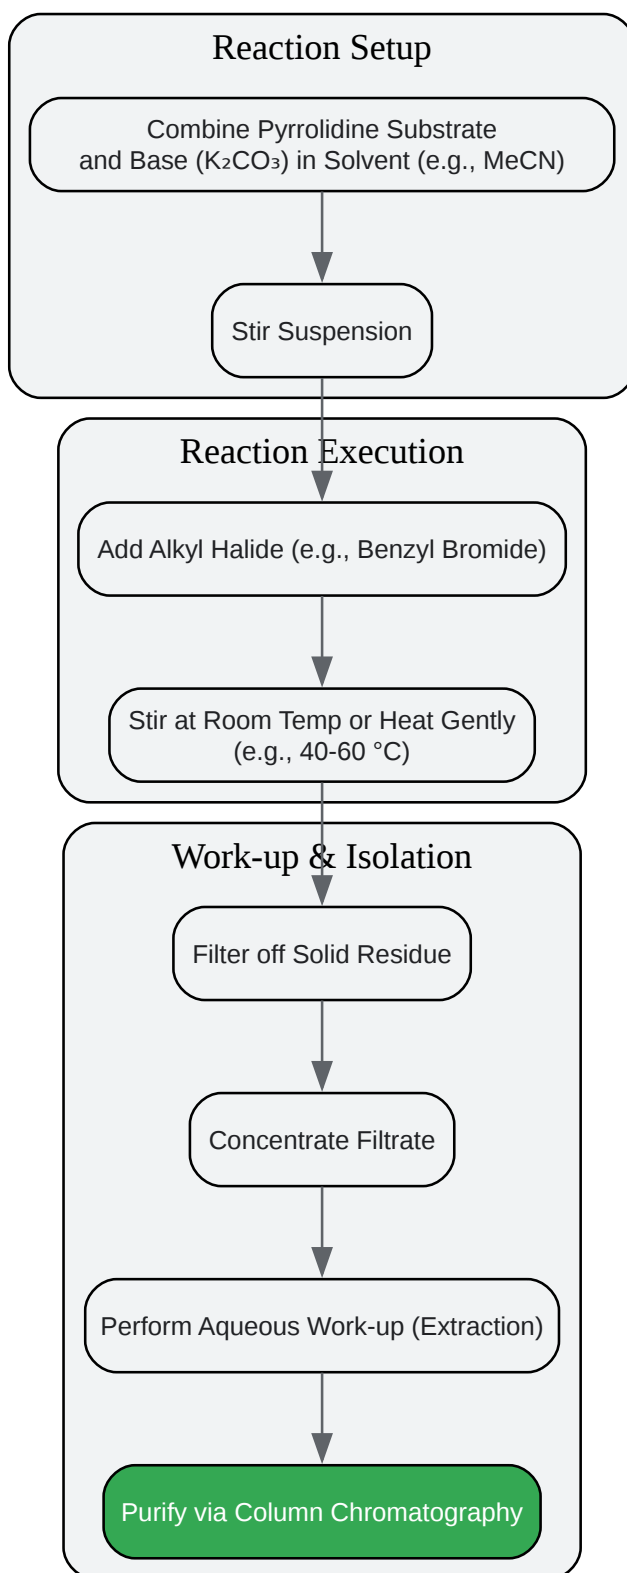 Reaction Setup
Combine Pyrrolidine Substrate
and Base (K₂CO₃) in Solvent (e.g., MeCN)
Stir Suspension
Reaction Execution
Add Alkyl Halide (e.g., Benzyl Bromide)
Stir at Room Temp or Heat Gently
(e.g., 40-60 °C)
Work-up & Isolation
Filter off Solid Residue
Concentrate Filtrate
Perform Aqueous Work-up (Extraction)
Purify via Column Chromatography